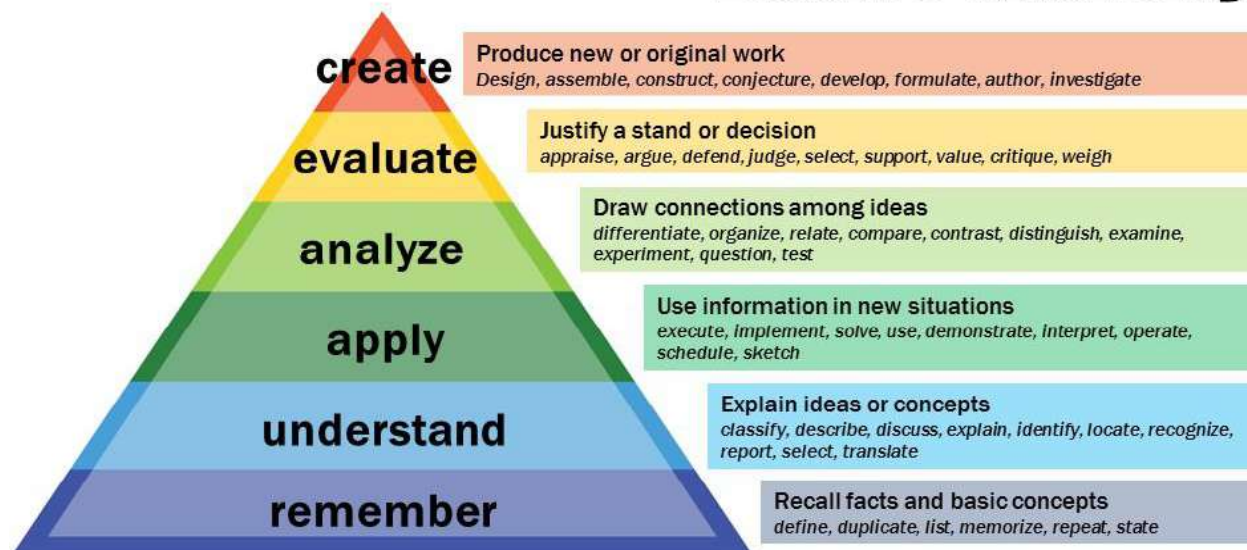 create
Produce new or original work
Design, assemble, construct, conjecture, develop, formulate, author, investigate
evaluate
Justify a stand or decision
appraise, argue, defend, judge, select, support, value, critique, weigh
analyze
Draw connections among ideas
differentiate, organize, relate, compare, contrast, distinguish, examine,
experiment, question, test
apply
Use information in new situations
execute, implement, solve, use, demonstrate, interpret, operate,
schedule, sketch
understand
Explain ideas or concepts
classify, describe, discuss, explain, identify, locate, recognize,
report, select, translate
remember
Recall facts and basic concepts
define, duplicate, list, memorize, repeat, state